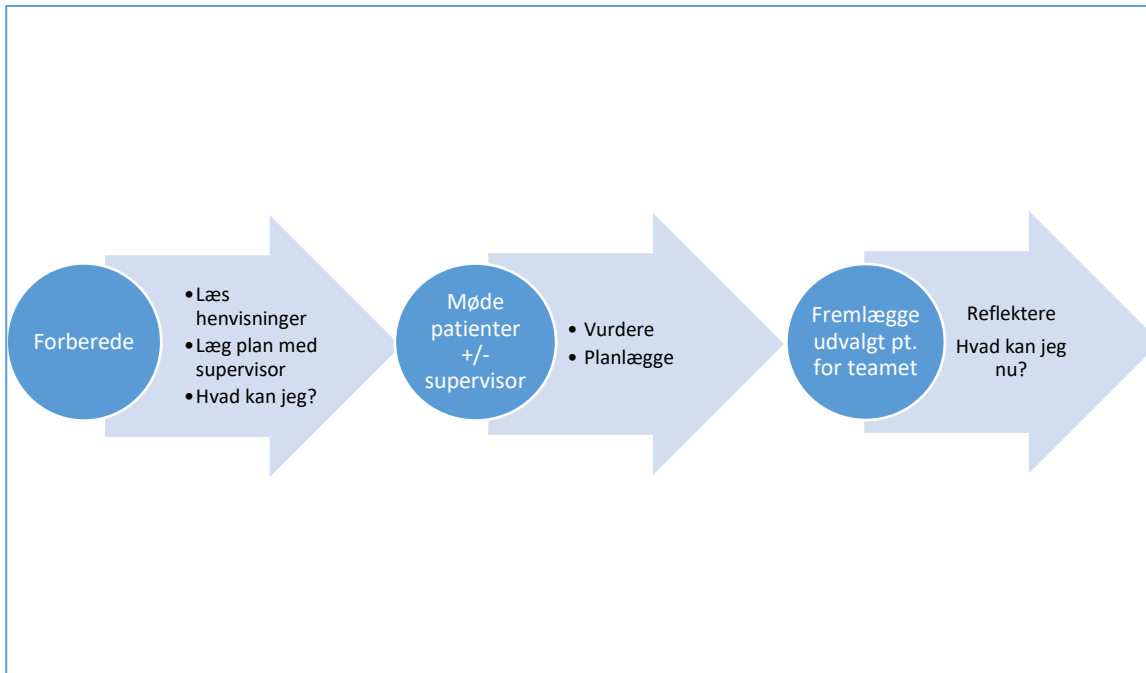 Forberede
•Læs
henvisninger
•Læg plan med
supervisor
•Hvad kan jeg?
Møde
patienter
+/-
supervisor
• Vurdere
• Planlægge
Fremlægge
udvalgt pt.
for teamet
Reflektere
Hvad kan jeg
nu?